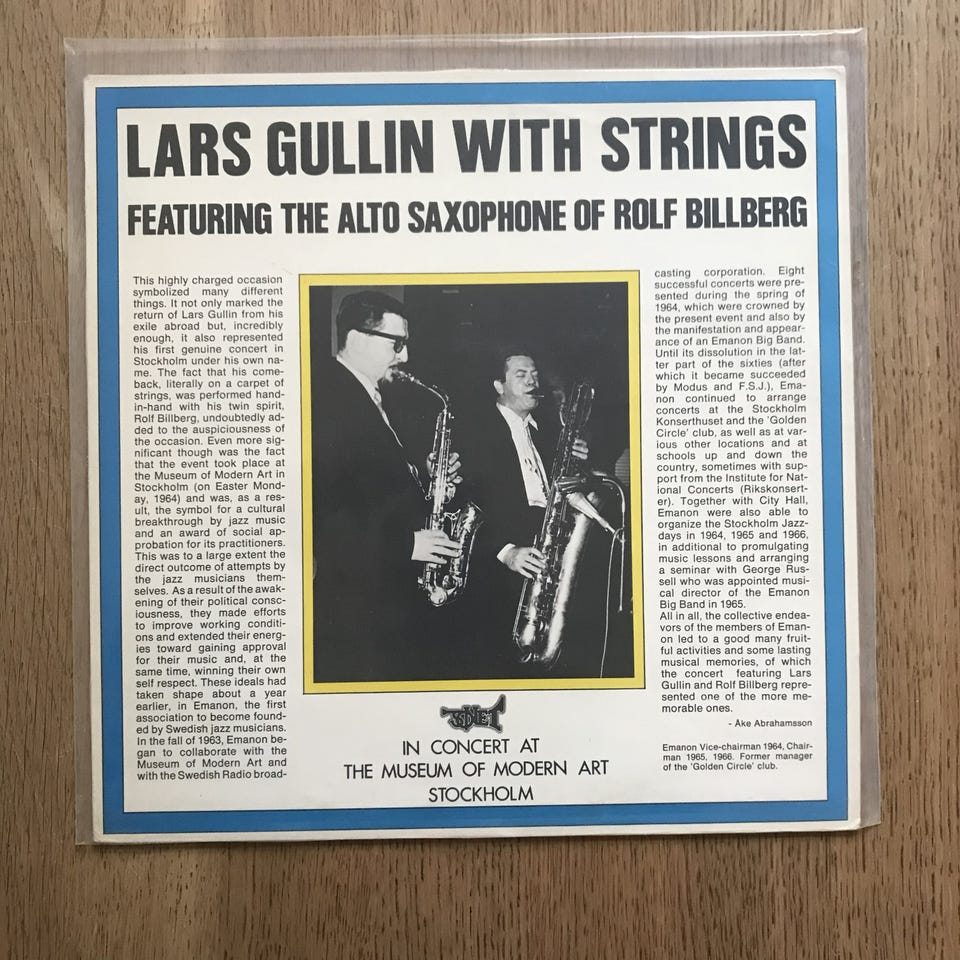 LARS GULLIN WITH STRINGS
FEATURING THE ALTO SAXOPHONE OF ROLF BILLBERG
This highly charged occasion
symbolized many different
things. It not only marked the
return of Lars Gullin from his
exile abroad but, incredibly
enough, it also represented
his first genuine concert in
Stockholm under his own na-
me. The fact that his come-
back, literally on a carpet of
strings, was performed hand-
in-hand with his twin spirit,
Rolf Billberg, undoubtedly ad-
ded to the auspiciousness of
the occasion. Even more sig-
nificant though was the fact
that the event took place at
the Museum of Modern Art in
Stockholm (on Easter Mond-
ay, 1964) and was, as a res-
ult, the symbol for a cultural
breakthrough by jazz music
and an award of social ap-
probation for its practitioners.
This was to a large extent the
direct outcome of attempts by
the jazz musicians them-
selves. As a result of the awak-
ening of their political consc-
iousness, they made efforts
to improve working conditi-
ons and extended their energ-
ies toward gaining approval
for their music and, at the
same time, winning their own
self respect. These ideals had
taken shape about a year
earlier, in Emanon, the first
association to become found-
ed by Swedish jazz musicians.
In the fall of 1963, Emanon be-
gan to collaborate with the
Museum of Modern Art and
with the Swedish Radio broad-
casting corporation. Eight
successful concerts were pre-
sented during the spring of
1964, which were crowned by
the present event and also by
the manifestation and appear-
ance of an Emanon Big Band.
Until its dissolution in the lat-
ter part of the sixties (after
which it became succeeded
by Modus and F.S.J.), Ema-
non continued to arrange
concerts at the Stockholm
Konserthuset and the 'Golden
Circle' club, as well as at var-
ious other locations and at
schools up and down the
country, sometimes with sup-
port from the Institute for Nat-
ional Concerts (Rikskonsert-
er). Together with City Hall,
Emanon were also able to
organize the Stockholm Jazz-
days in 1964, 1965 and 1966,
in additional to promulgating
music lessons and arranging
a seminar with George Rus-
sell who was appointed musi-
cal director of the Emanon
Big Band in 1965.
All in all, the collective endea-
vors of the members of Eman-
on led to a good many fruit-
ful activities and some lasting
musical memories, of which
the concert featuring Lars
Gullin and Rolf Billberg repre-
sented one of the more me-
morable ones.
- Åke Abrahamsson
Emanon Vice-chairman 1964, Chair-
man 1965, 1966. Former manager
of the 'Golden Circle' club.
IN CONCERT AT
THE MUSEUM OF MODERN ART
STOCKHOLM